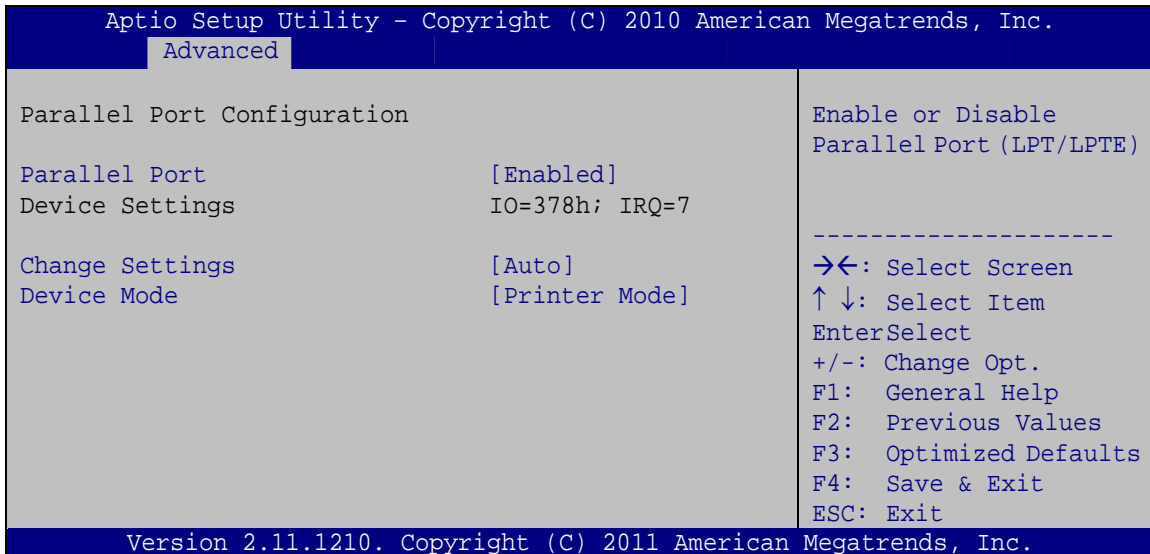 Aptio Setup Utility – Copyright (C) 2010 American Megatrends, Inc.
Advanced
Parallel Port Configuration
Parallel Port [Enabled]
Device Settings IO=378h; IRQ=7
Change Settings [Auto]
Device Mode [Printer Mode]
Enable or Disable
Parallel Port (LPT/LPTE)
---------------------
→←: Select Screen
↑ ↓: Select Item
EnterSelect
+/-: Change Opt.
F1: General Help
F2: Previous Values
F3: Optimized Defaults
F4: Save & Exit
ESC: Exit
Version 2.11.1210. Copyright (C) 2011 American Megatrends, Inc.